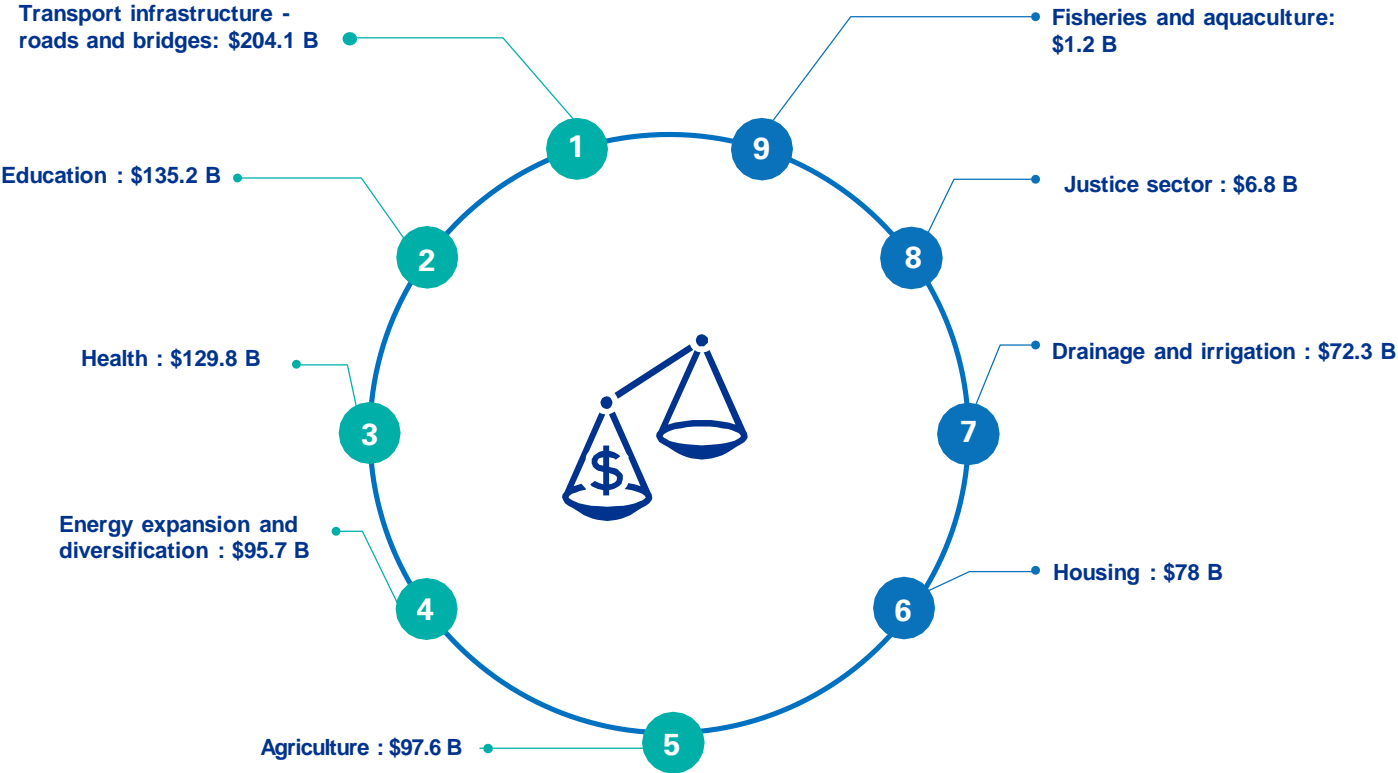 Transport infrastructure -
roads and bridges: $204.1 B
1
Education : $135.2 B
2
Health : $129.8 B
3
Energy expansion and
diversification : $95.7 B
4
Agriculture : $97.6 B
5
Housing : $78 B
6
Drainage and irrigation : $72.3 B
7
Justice sector : $6.8 B
8
Fisheries and aquaculture:
$1.2 B
9
$